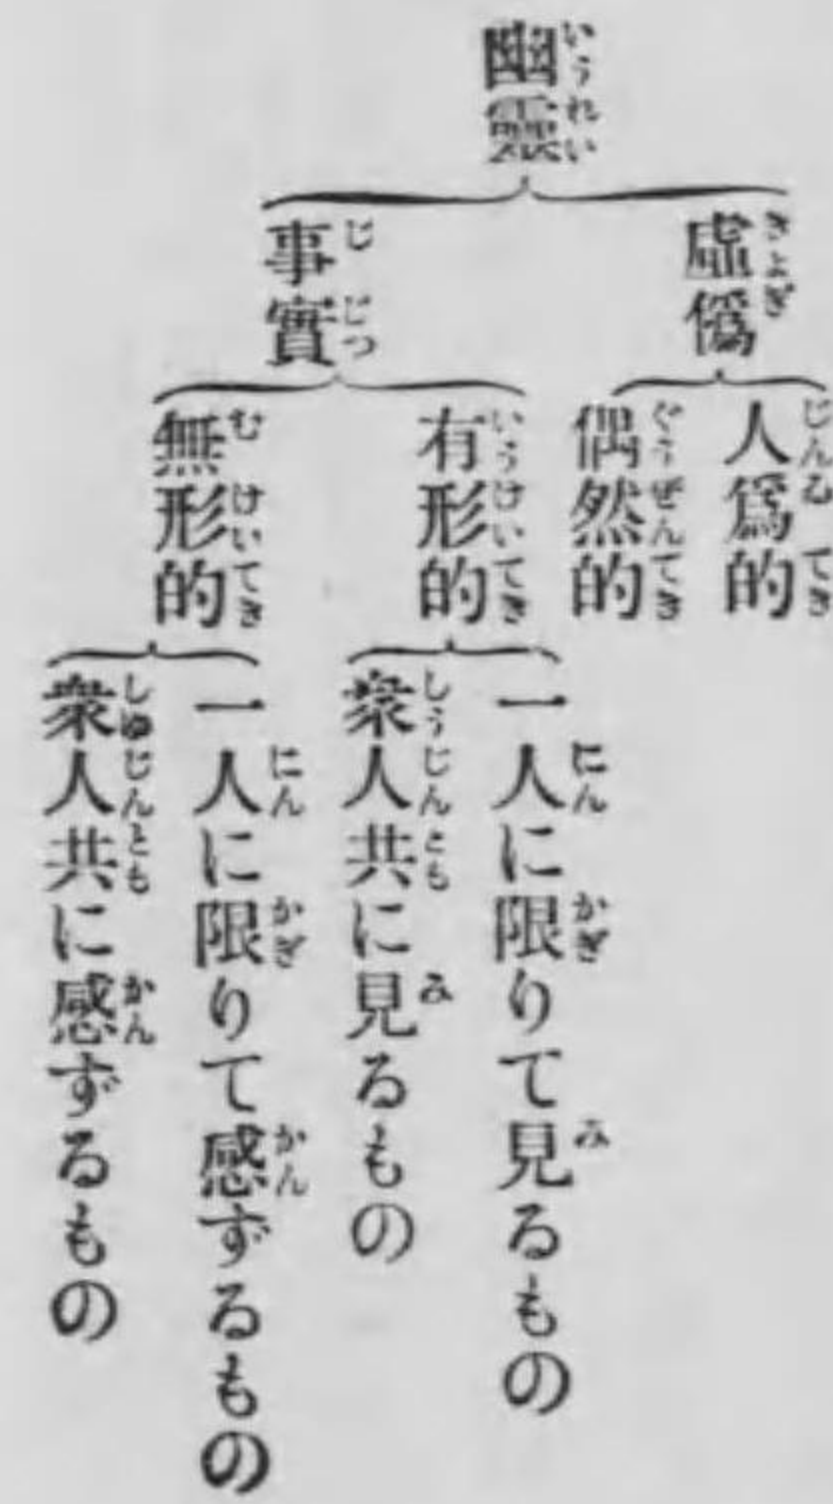 幽靈
虛僞
人爲的
偶然的
事實
有形的
一人に限りて見るもの
衆人共に見るもの
無形的
一人に限りて感ずるもの
衆人共に感ずるもの